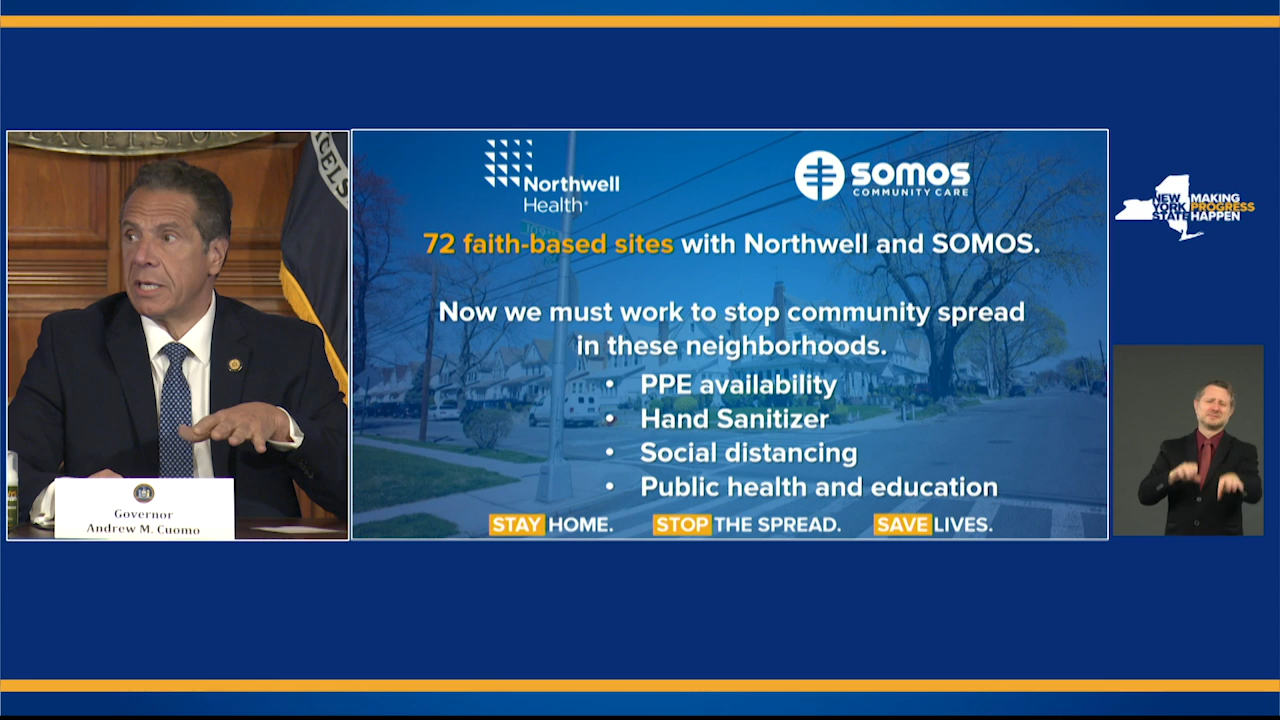 EXCELSIOR
EXCELS
Governor
Andrew M. Cuomo
Northwell
Health®
SOMOS
COMMUNITY CARE
72 faith-based sites with Northwell and SOMOS.
Now we must work to stop community spread
in these neighborhoods.
• PPE availability
• Hand Sanitizer
• Social distancing
• Public health and education
STAY HOME. STOP THE SPREAD. SAVE LIVES.
NEW
YORK
STATE
MAKING
PROGRESS
HAPPEN